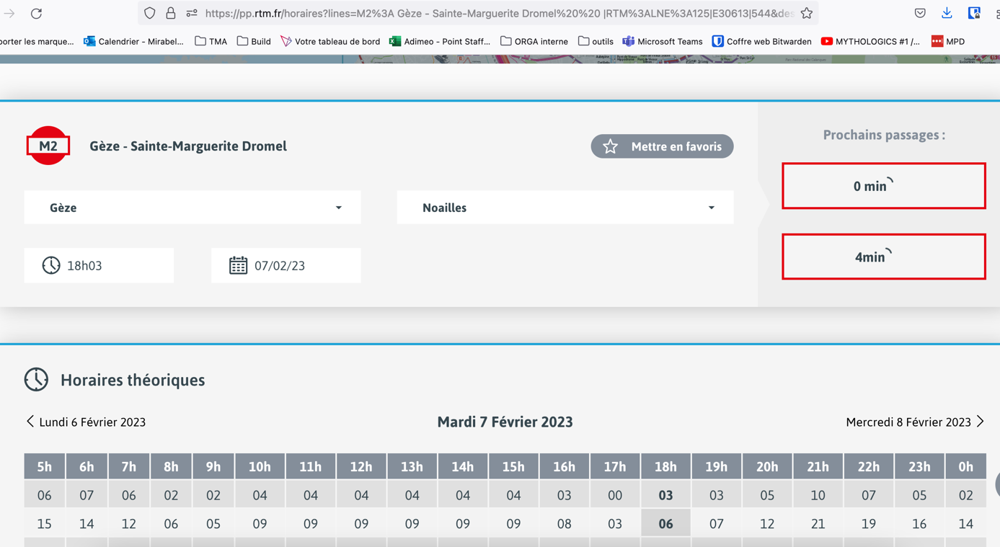 https://pp.rtm.fr/horaires?lines=M2%3A Gèze - Sainte-Marguerite Dromel%20%20 |RTM%3ALNE%3A125|E30613|544&des
porter les marque... Calendrier - Mirabel... TMA Build Votre tableau de bord Adimeo - Point Staff... ORGA interne outils Microsoft Teams Coffre web Bitwarden MYTHOLOGICS #1 /... MPD
M2 Gèze - Sainte-Marguerite Dromel
Mettre en favoris
Gèze
Noailles
18h03
07/02/23
Prochains passages :
0 min
4min
Horaires théoriques
Lundi 6 Février 2023 Mardi 7 Février 2023 Mercredi 8 Février 2023
5h 6h 7h 8h 9h 10h 11h 12h 13h 14h 15h 16h 17h 18h 19h 20h 21h 22h 23h 0h
06 07 06 02 02 04 04 04 04 04 04 03 00 03 03 05 10 07 05 02
15 14 12 06 05 09 09 09 09 09 09 08 03 06 07 12 21 19 16 14